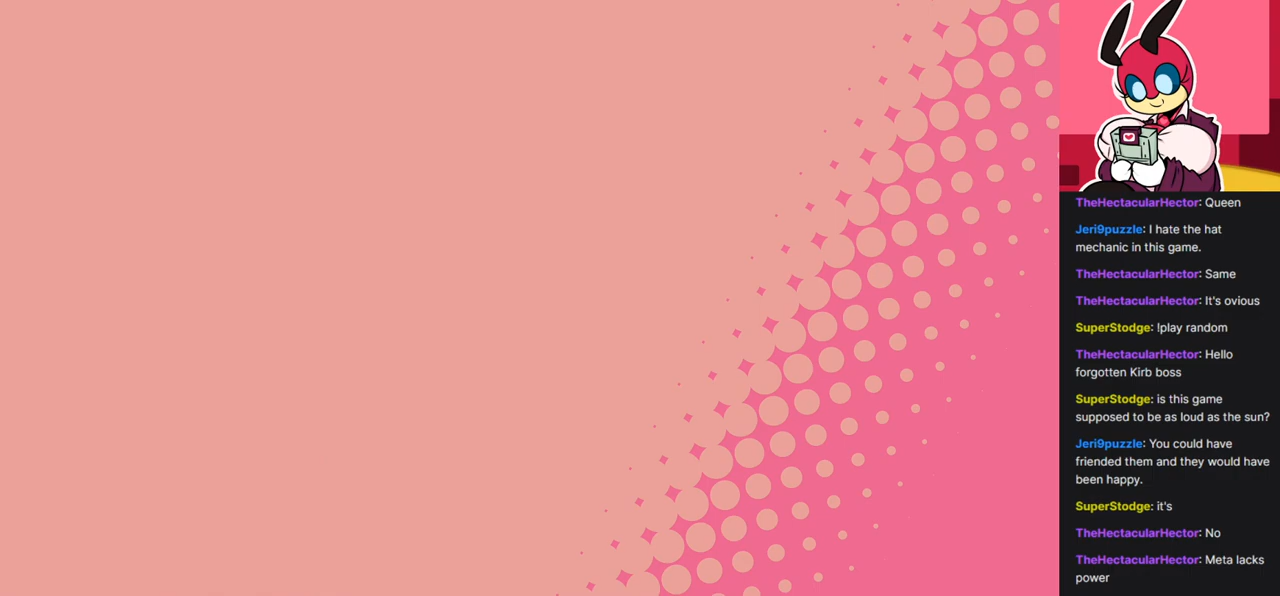 TheHectacularHector: Queen
Jeri9puzzle: I hate the hat
mechanic in this game.
TheHectacularHector: Same
TheHectacularHector: It's ovious
SuperStodge: !play random
TheHectacularHector: Hello
forgotten Kirb boss
SuperStodge: is this game
supposed to be as loud as the sun?
Jeri9puzzle: You could have
friended them and they would have
been happy.
SuperStodge: it's
TheHectacularHector: No
TheHectacularHector: Meta lacks
power